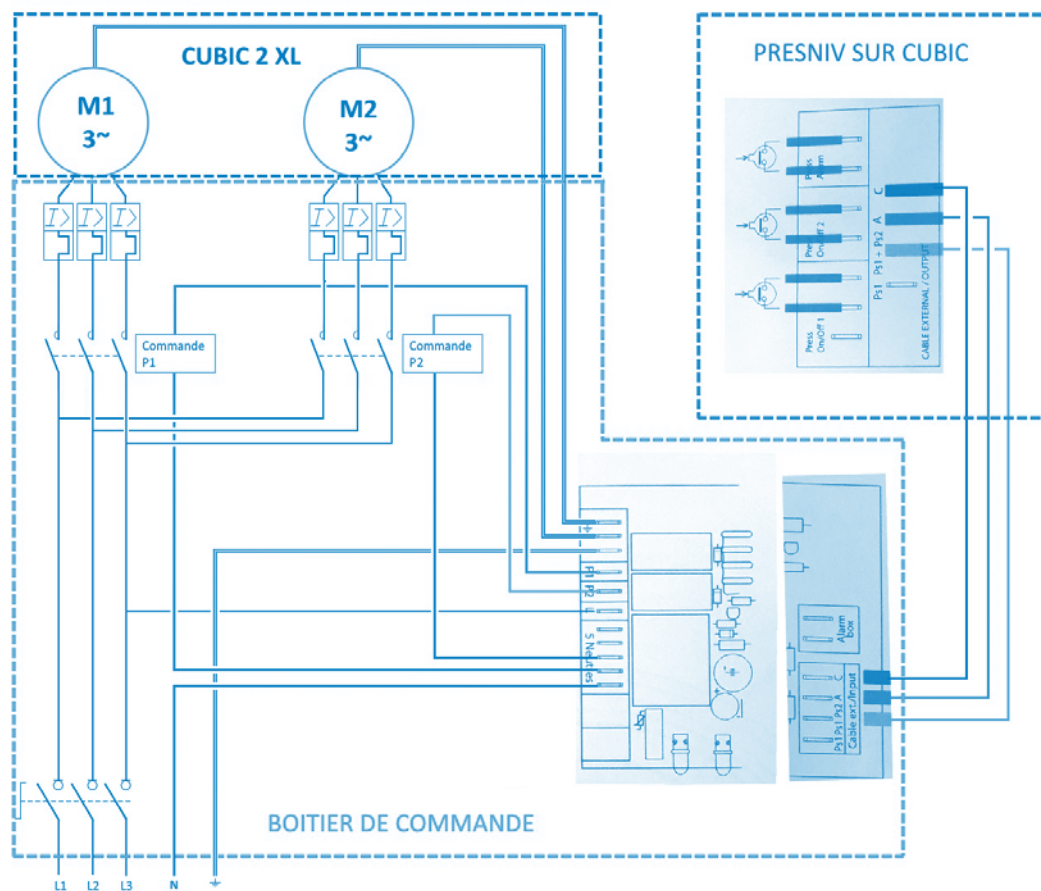 CUBIC 2 XL
M1
3~
M2
3~
PRESNIV SUR CUBIC
I>
I>
I>
I>
I>
I>
Commande
P1
Commande
P2
Press
Alarm
Press
On/Off 2
Press
On/Off 1
C
A
Ps1 + Ps2
Ps1
CABLE EXTERNAL / OUTPUT
P1
P2
L
5 Neutres
Alarm
box
C
A
Ps2
Ps1
Ps1
Cable ext./Input
BOITIER DE COMMANDE
L1
L2
L3
N